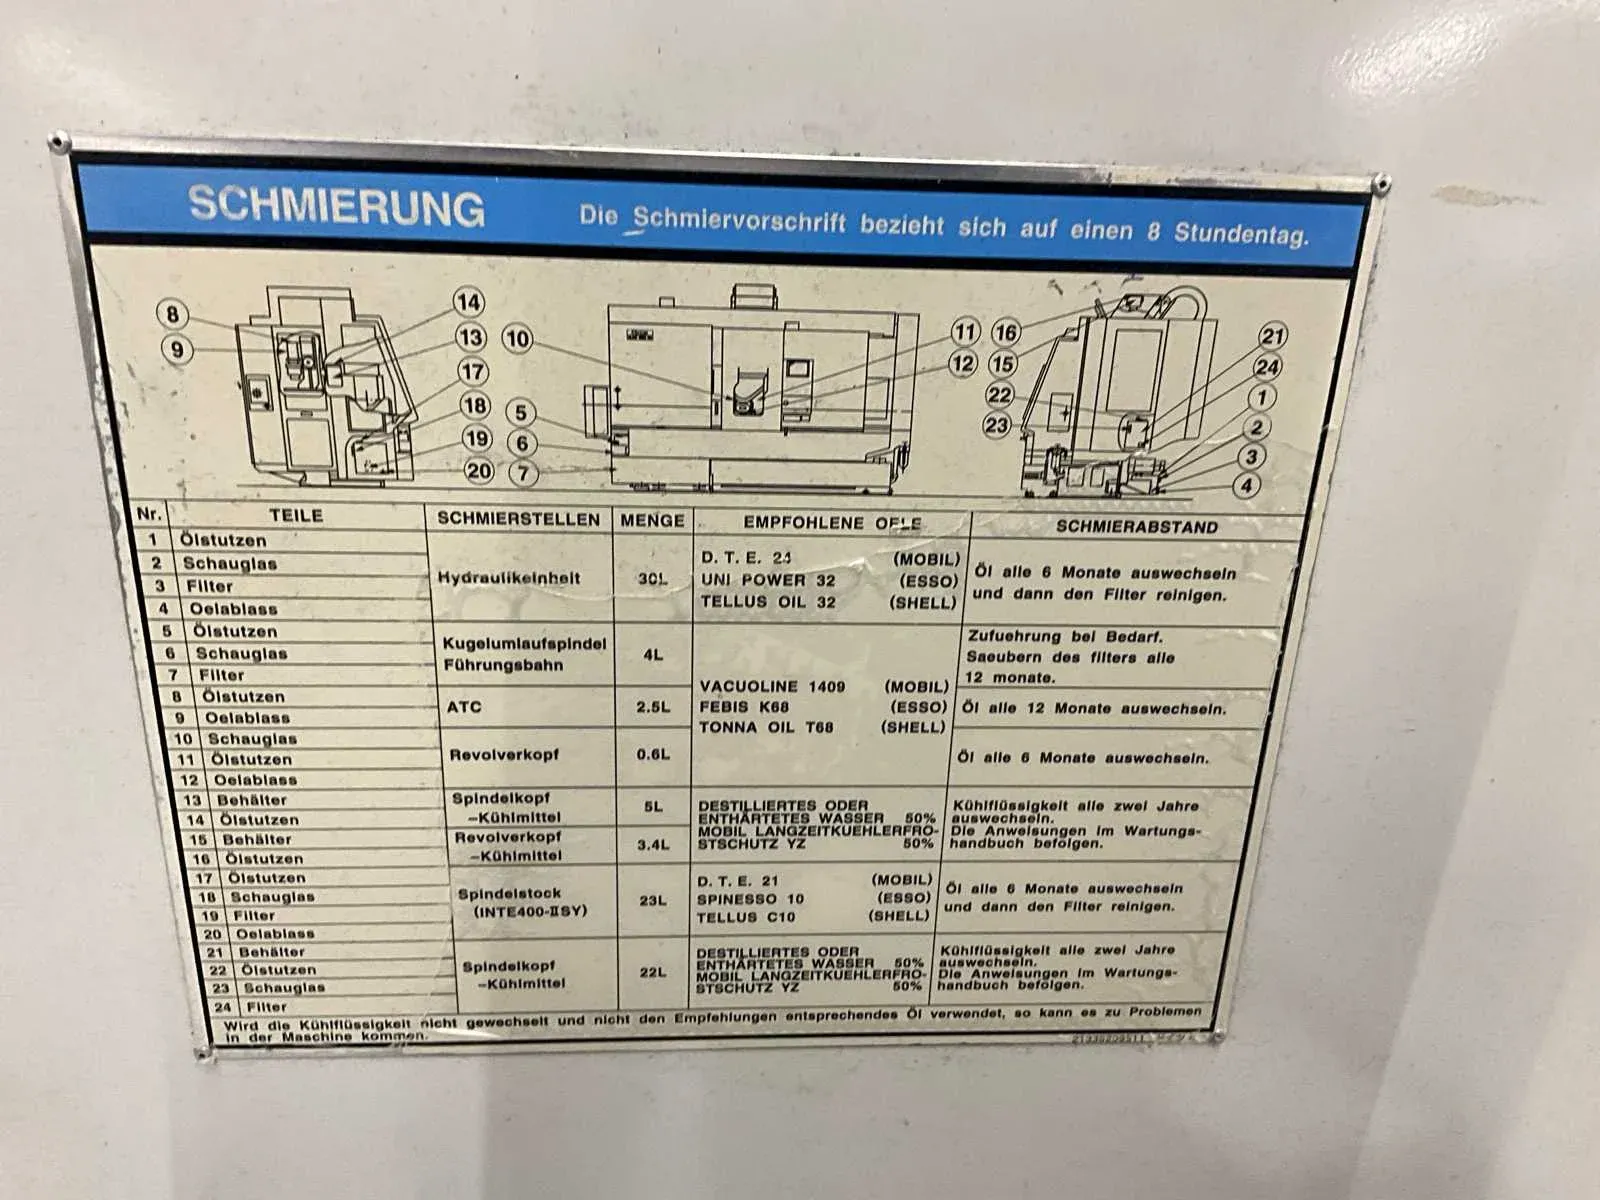 SCHMIERUNG Die Schmiervorschrift bezieht sich auf einen 8 Stundentag.
8 9 14 13 17 18 19 20
10 5 6 7 11 12
16 15 22 23 21 24 1 2 3 4
Nr. TEILE SCHMIERSTELLEN MENGE EMPFOHLENE OELE SCHMIERABSTAND
1 Ölstutzen
2 Schauglas
3 Filter
4 Oelablass
Hydraulikeinheit 30L
D. T. E. 24 (MOBIL)
UNI POWER 32 (ESSO)
TELLUS OIL 32 (SHELL)
Öl alle 6 Monate auswechseln
und dann den Filter reinigen.
5 Ölstutzen
6 Schauglas
7 Filter
Kugelumlaufspindel
Führungsbahn
4L
Zufuehrung bei Bedarf.
Saeubern des filters alle
12 monate.
8 Ölstutzen
9 Oelablass
ATC 2.5L
VACUOLINE 1409 (MOBIL)
FEBIS K68 (ESSO)
TONNA OIL T68 (SHELL)
Öl alle 12 Monate auswechseln.
10 Schauglas
11 Ölstutzen
12 Oelablass
Revolverkopf 0.6L
Öl alle 6 Monate auswechseln.
13 Behälter
14 Ölstutzen
Spindelkopf
-Kühlmittel
5L
15 Behälter
16 Ölstutzen
Revolverkopf
-Kühlmittel
3.4L
DESTILLIERTES ODER
ENTHÄRTETES WASSER 50%
MOBIL LANGZEITKUEHLERFRO-
STSCHUTZ YZ 50%
Kühlflüssigkeit alle zwei Jahre
auswechseln.
Die Anweisungen im Wartungs-
handbuch befolgen.
17 Ölstutzen
18 Schauglas
19 Filter
20 Oelablass
Spindelstock
(INTE400-ⅡSY)
23L
D. T. E. 21 (MOBIL)
SPINESSO 10 (ESSO)
TELLUS C10 (SHELL)
Öl alle 6 Monate auswechseln
und dann den Filter reinigen.
21 Behälter
22 Ölstutzen
23 Schauglas
24 Filter
Spindelkopf
-Kühlmittel
22L
DESTILLIERTES ODER
ENTHÄRTETES WASSER 50%
MOBIL LANGZEITKUEHLERFRO-
STSCHUTZ YZ 50%
Kühlflüssigkeit alle zwei Jahre
auswechseln.
Die Anweisungen im Wartungs-
handbuch befolgen.
Wird die Kühlflüssigkeit nicht gewechselt und nicht den Empfehlungen entsprechendes Öl verwendet, so kann es zu Problemen
in der Maschine kommen.